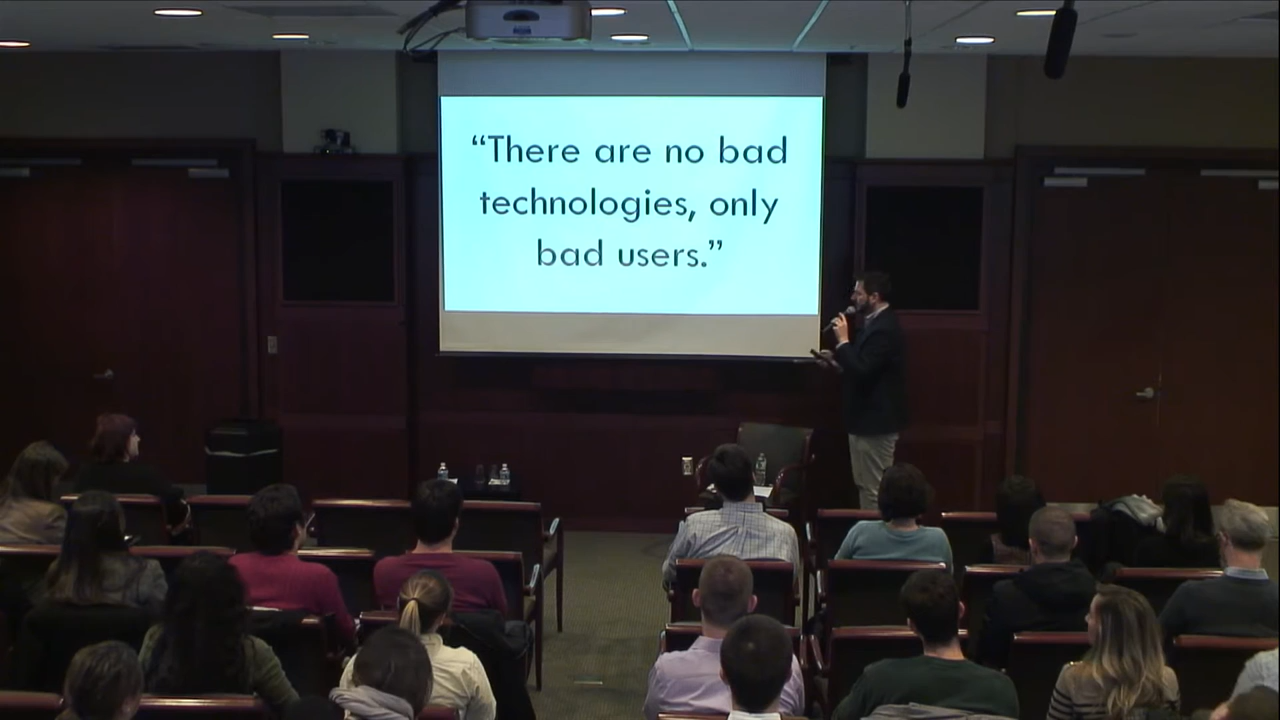 “There are no bad
technologies, only
bad users.”